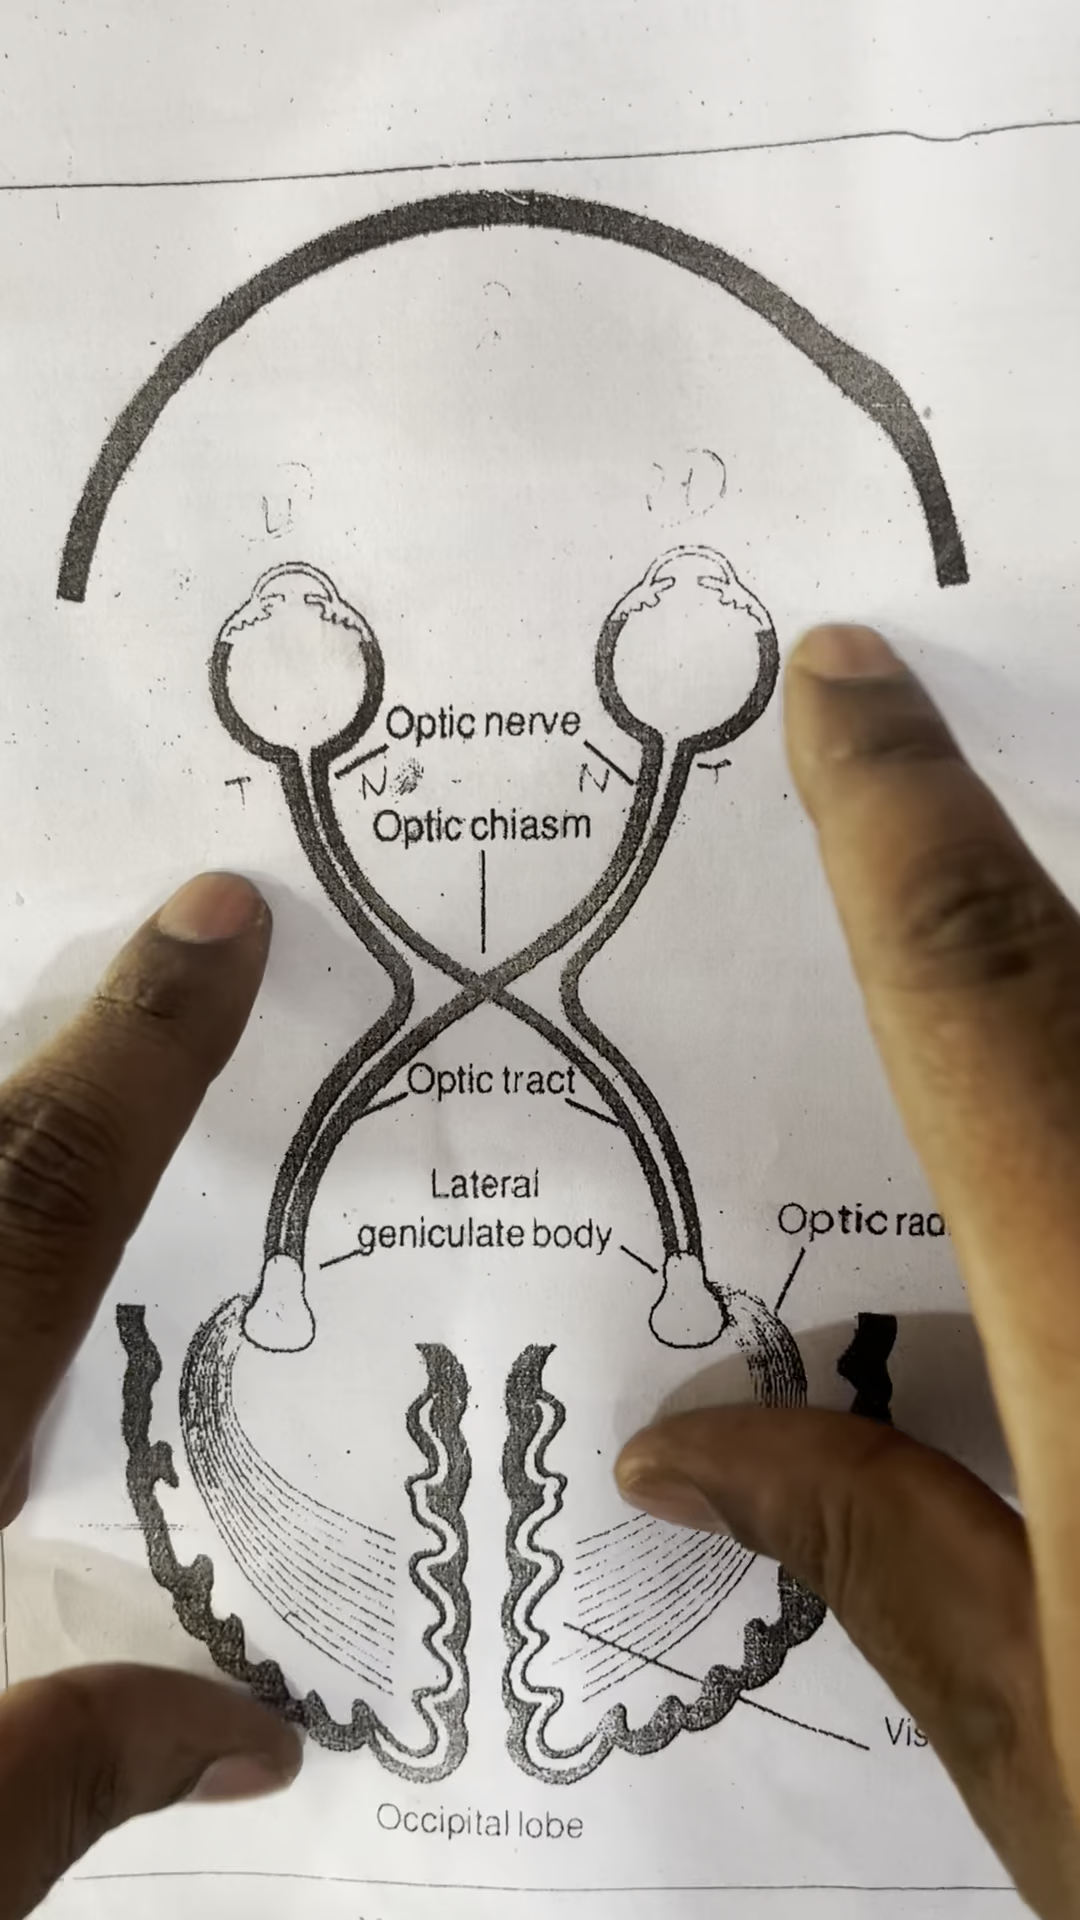 Optic nerve
T N N T
Optic chiasm
Optic tract
Lateral
geniculate body
Optic rad
Vis
Occipital lobe